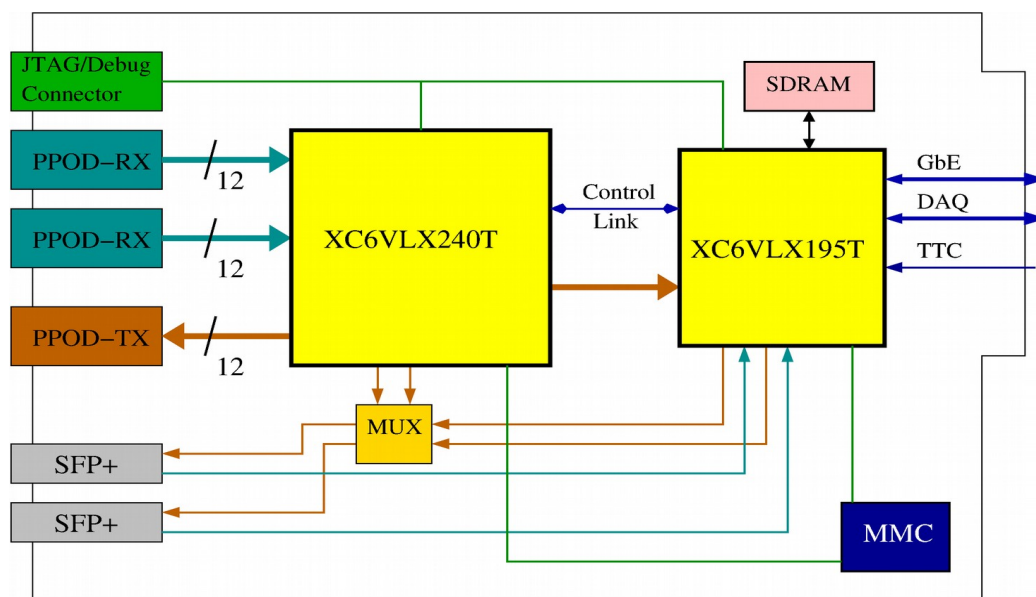 JTAG/Debug
Connector
SDRAM
PPOD−RX
12
GbE
Control
Link
DAQ
PPOD−RX
12
XC6VLX240T
XC6VLX195T
TTC
PPOD−TX
12
MUX
SFP+
SFP+
MMC